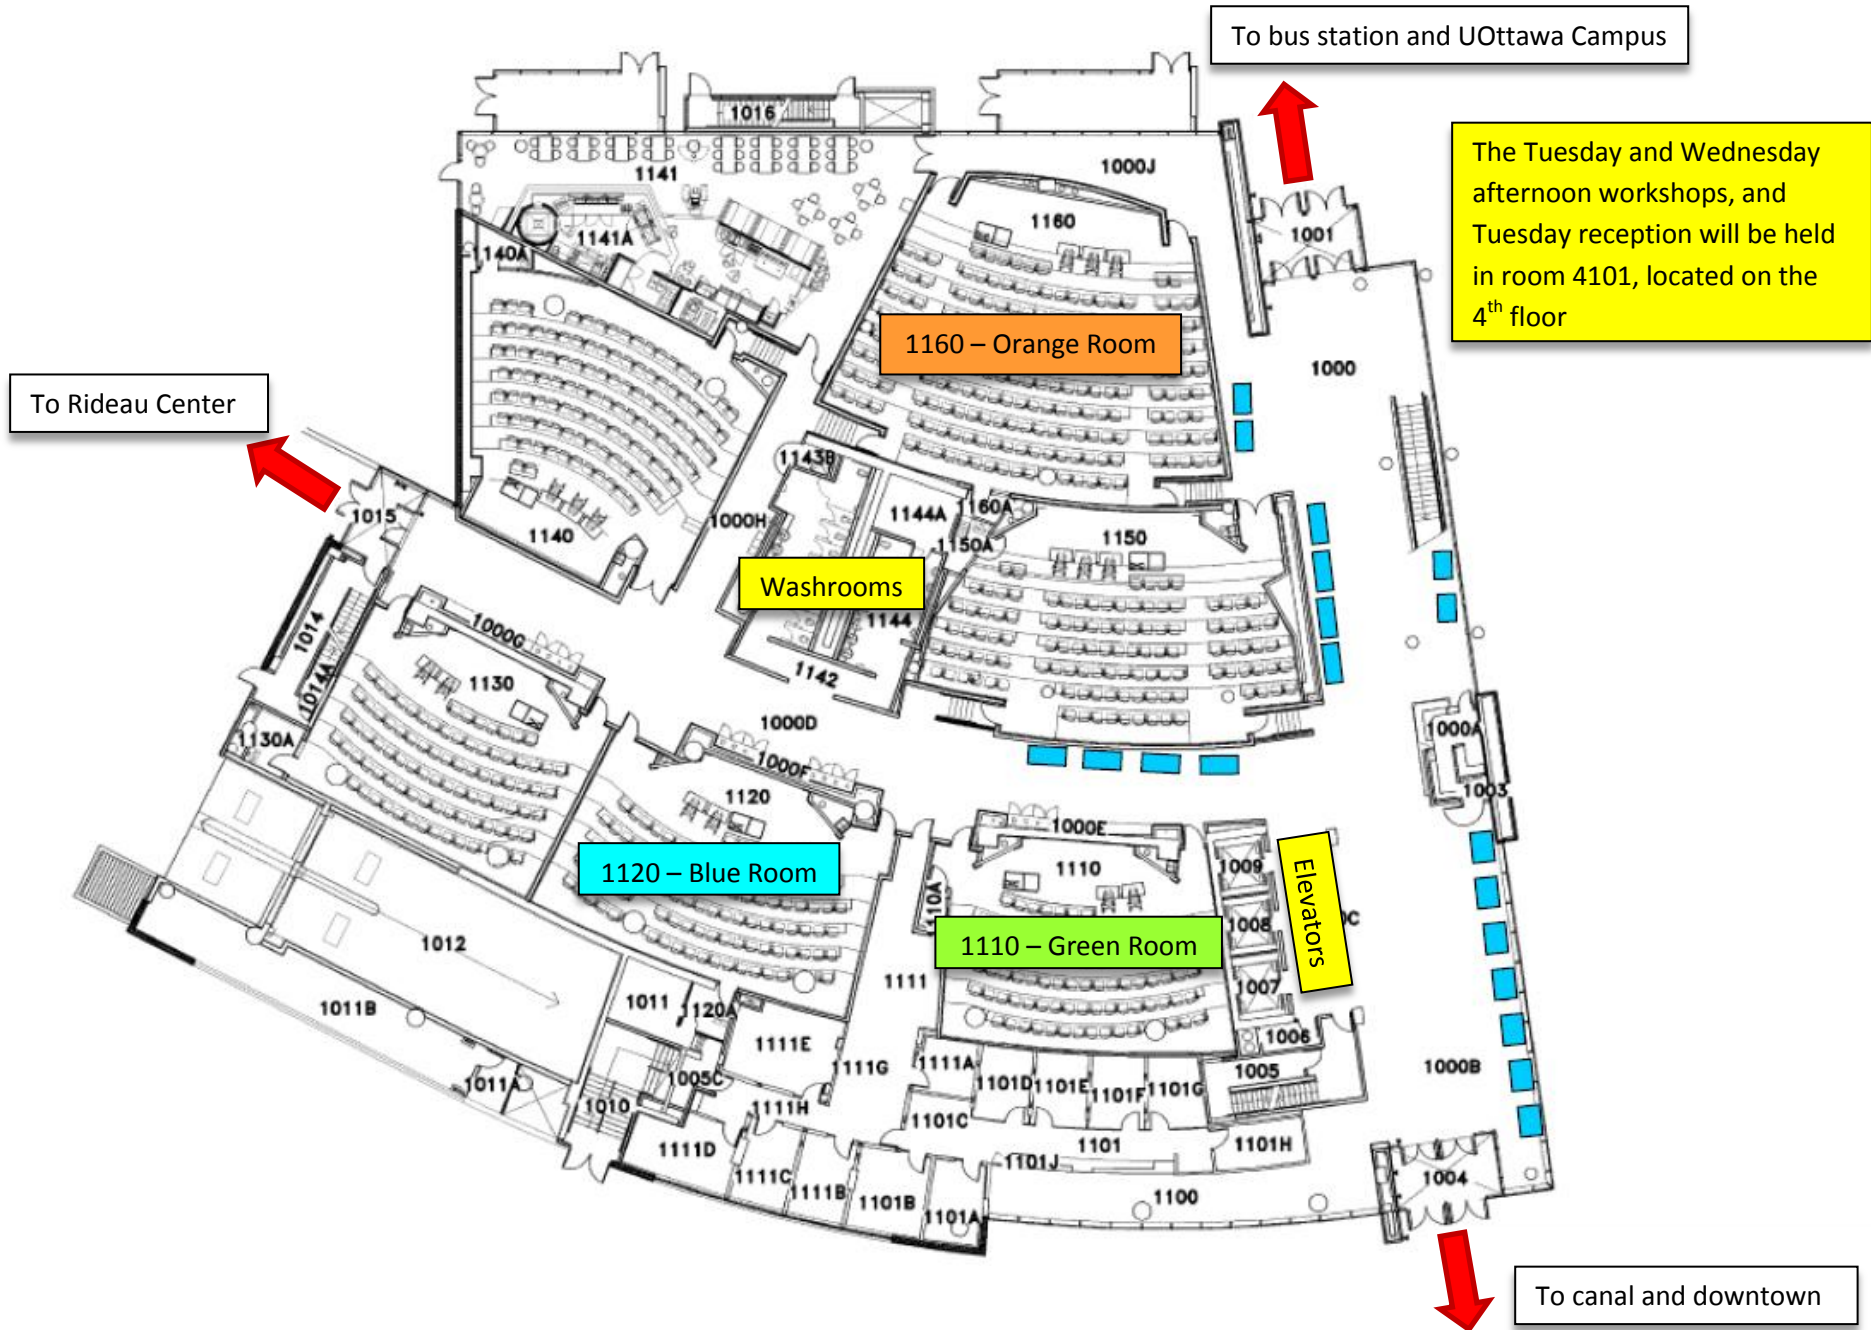 To bus station and UOttawa Campus
The Tuesday and Wednesday
afternoon workshops, and
Tuesday reception will be held
in room 4101, located on the
4th floor
1016
1141
1000J
1160
1001
1141A
1140A
1160 – Orange Room
1000
To Rideau Center
1143B
1015
1000H
1144A
1160A
1140
1150A
1150
Washrooms
1014
1000G
1144
1014A
1130
1142
1130A
1000D
1000A
1000F
1120
1003
1000E
1120 – Blue Room
1110
1009
Elevators
1110A
1008
0C
1012
1110 – Green Room
1111
1007
1011
1011B
1120A
1111E
1006
1111G
1111A
1005
1000B
1011A
1005C
1101D
1101E
1101F
1101G
1010
1111H
1101C
1111D
1101
1101H
1101J
1111C
1111B
1101B
1100
1004
1101A
To canal and downtown